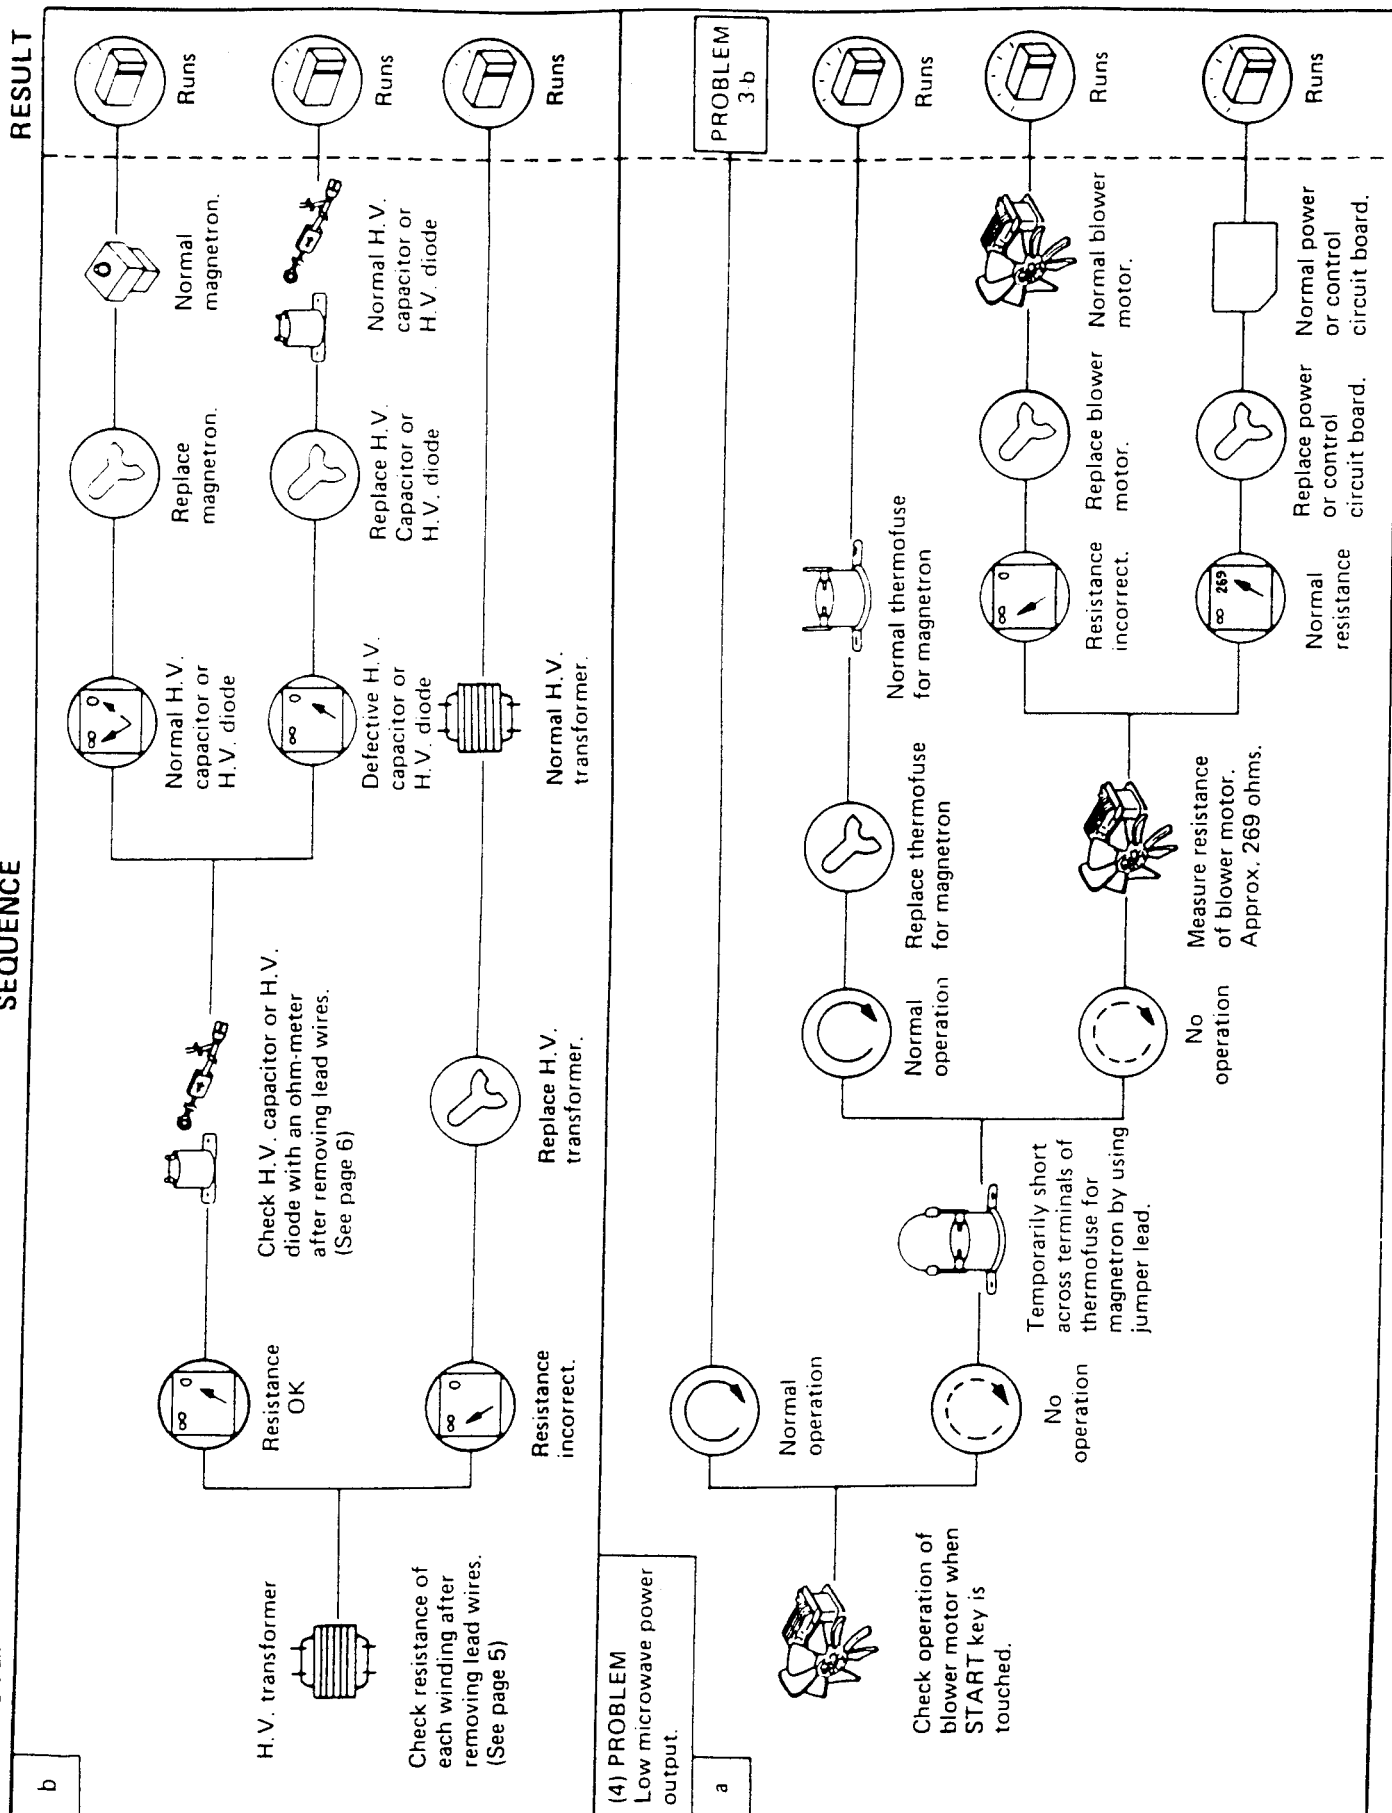 SEQUENCE
RESULT
b
H.V. transformer
Check resistance of
each winding after
removing lead wires.
(See page 5)
∞ 0
Resistance
OK
∞ 0
Resistance
incorrect.
Check H.V. capacitor or H.V.
diode with an ohm-meter
after removing lead wires.
(See page 6)
Replace H.V.
transformer.
∞ 0
Normal H.V.
capacitor or
H.V. diode
∞ 0
Defective H.V.
capacitor or
H.V. diode
Normal H.V.
transformer.
Replace
magnetron.
Replace H.V.
Capacitor or
H.V. diode
Normal
magnetron.
Normal H.V.
capacitor or
H.V. diode
Runs
Runs
Runs
(4) PROBLEM
Low microwave power
output.
a
Check operation of
blower motor when
START key is
touched.
Normal
operation
No
operation
Temporarily short
across terminals of
thermofuse for
magnetron by using
jumper lead.
Normal
operation
No
operation
Replace thermofuse
for magnetron
Measure resistance
of blower motor.
Approx. 269 ohms.
Normal thermofuse
for magnetron
∞ 0
Resistance
incorrect.
∞ 269
Normal
resistance
Replace blower
motor.
Replace power
or control
circuit board.
Normal blower
motor.
Normal power
or control
circuit board.
PROBLEM
3-b
Runs
Runs
Runs